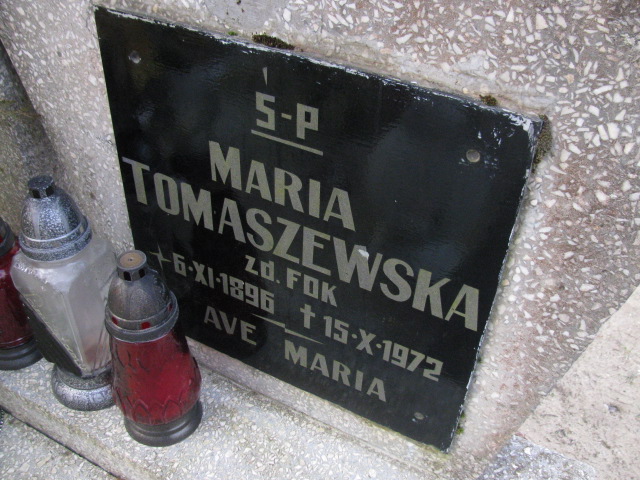 Ś-P
MARIA
TOMASZEWSKA
Zd. FOK
6·XI·1896 †15·X·1972
AVE MARIA